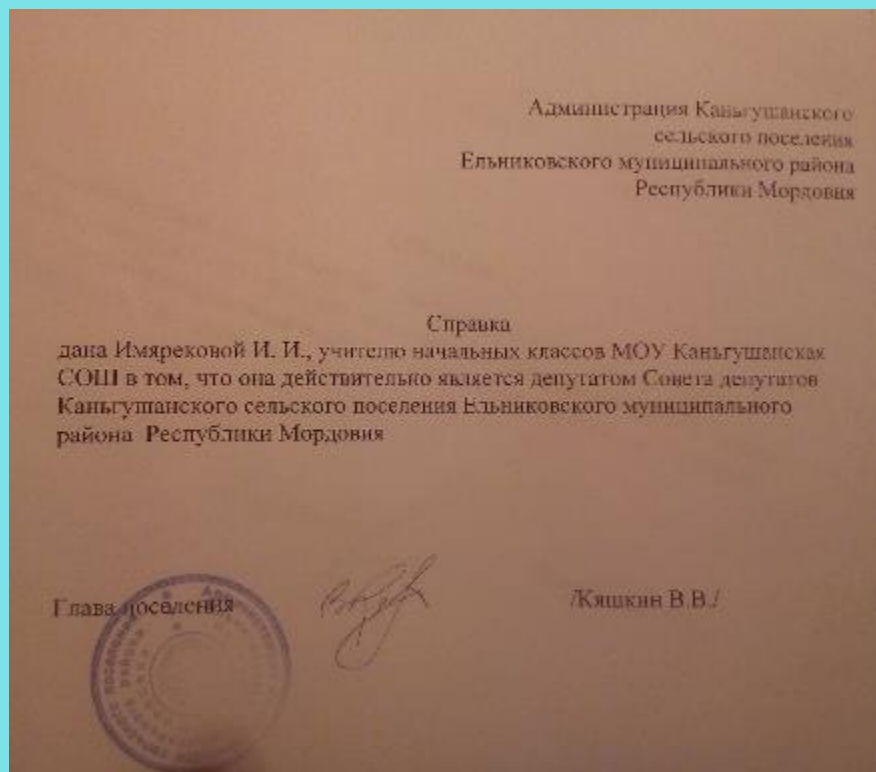 Администрация Каньгушанского
сельского поселения
Ельниковского муниципального района
Республики Мордовия
Справка
дана Имярековой И. И., учителю начальных классов МОУ Каньгушанская
СОШ в том, что она действительно является депутатом Совета депутатов
Каньгушанского сельского поселения Ельниковского муниципального
района Республики Мордовия
Глава поселения /Кяшкин В.В./